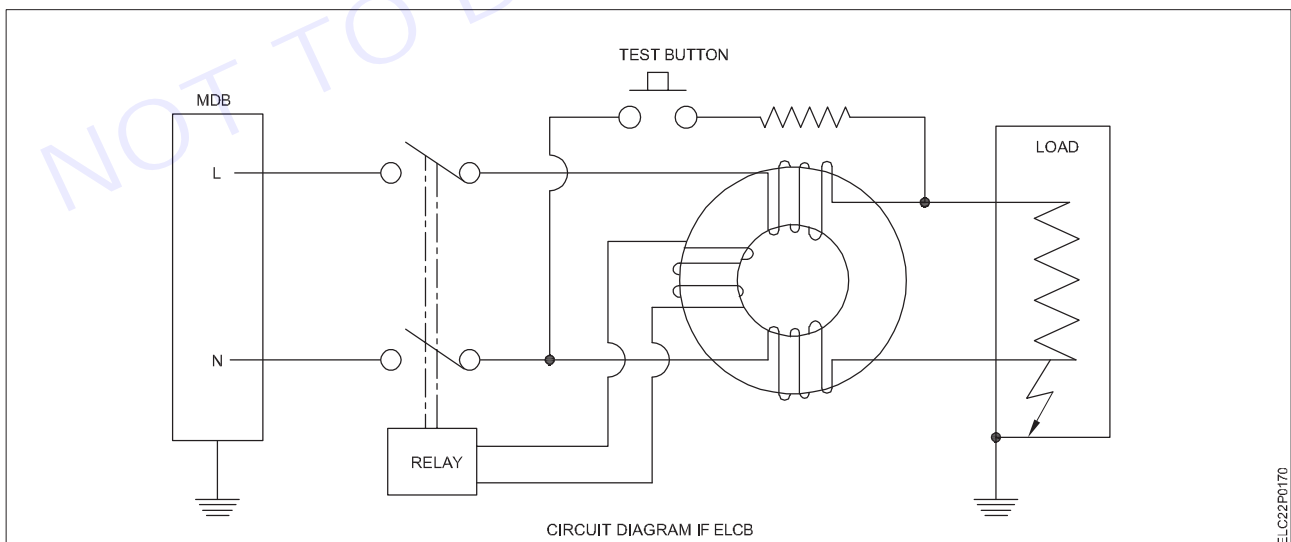 NOT TO B
TEST BUTTON
MDB
LOAD
L
N
RELAY
CIRCUIT DIAGRAM IF ELCB
ELC22P0170